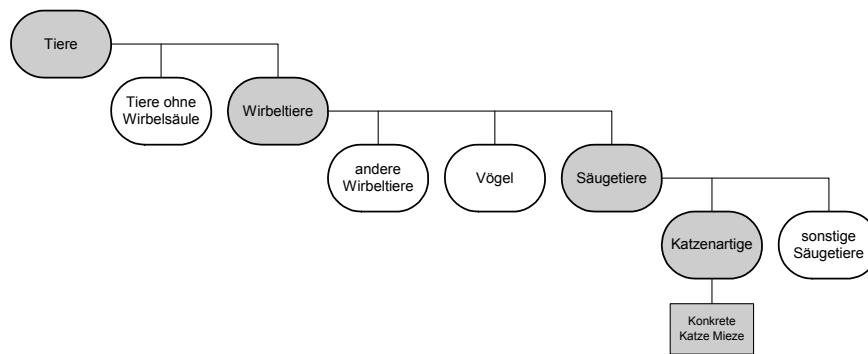 Tiere
Tiere ohne
Wirbelsäule
Wirbeltiere
andere
Wirbeltiere
Vögel
Säugetiere
Katzenartige
sonstige
Säugetiere
Konkrete
Katze Mieze